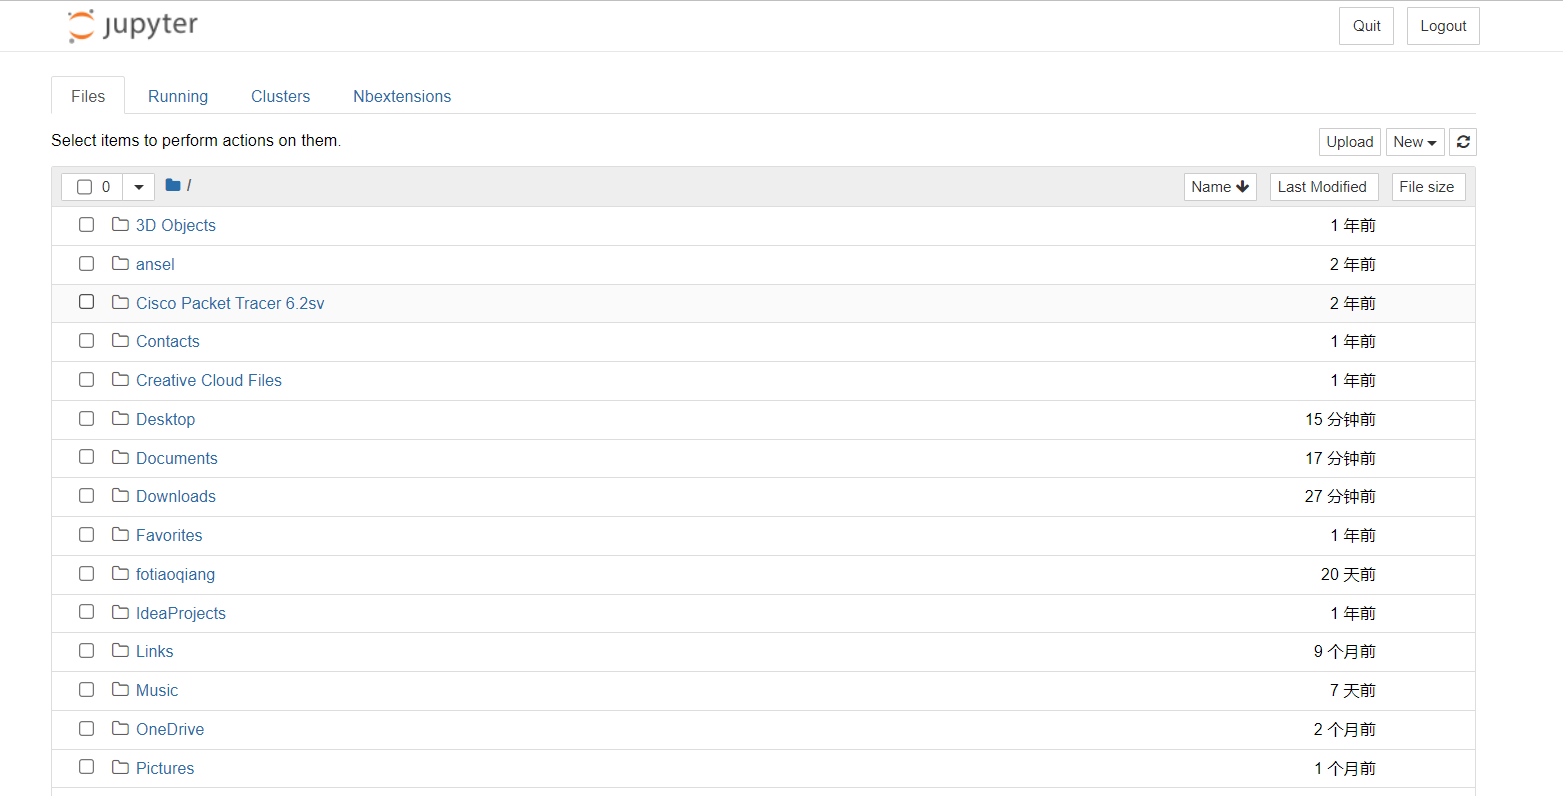 jupyter
Quit Logout
Files Running Clusters Nbextensions
Select items to perform actions on them.
Upload New
0 / Name Last Modified File size
3D Objects 1 年前
ansel 2 年前
Cisco Packet Tracer 6.2sv 2 年前
Contacts 1 年前
Creative Cloud Files 1 年前
Desktop 15 分钟前
Documents 17 分钟前
Downloads 27 分钟前
Favorites 1 年前
fotiaoqiang 20 天前
IdeaProjects 1 年前
Links 9 个月前
Music 7 天前
OneDrive 2 个月前
Pictures 1 个月前